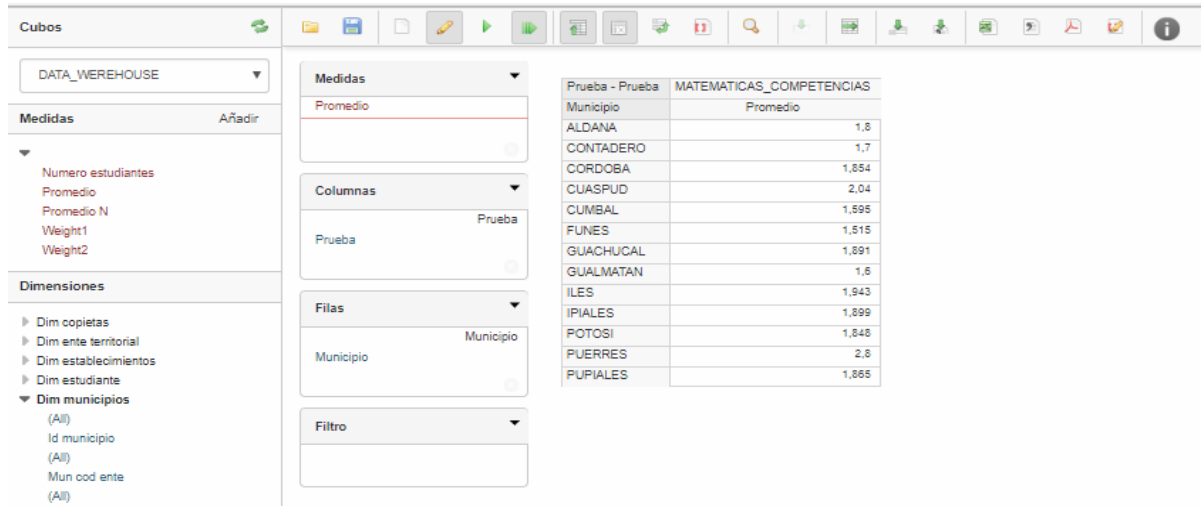 Cubos
DATA_WEREHOUSE
Medidas Añadir
Numero estudiantes
Promedio
Promedio N
Weight1
Weight2
Dimensiones
Dim copietas
Dim ente territorial
Dim establecimientos
Dim estudiante
Dim municipios
(All)
Id municipio
(All)
Mun cod ente
(All)
Medidas
Promedio
Columnas
Prueba
Prueba
Filas
Municipio
Municipio
Filtro
Prueba - Prueba MATEMATICAS_COMPETENCIAS
Municipio Promedio
ALDANA 1,8
CONTADERO 1,7
CORDOBA 1,854
CUASPUD 2,04
CUMBAL 1,595
FUNES 1,515
GUACHUCAL 1,891
GUALMATAN 1,6
ILES 1,943
IPIALES 1,899
POTOSI 1,848
PUERRES 2,8
PUPIALES 1,865